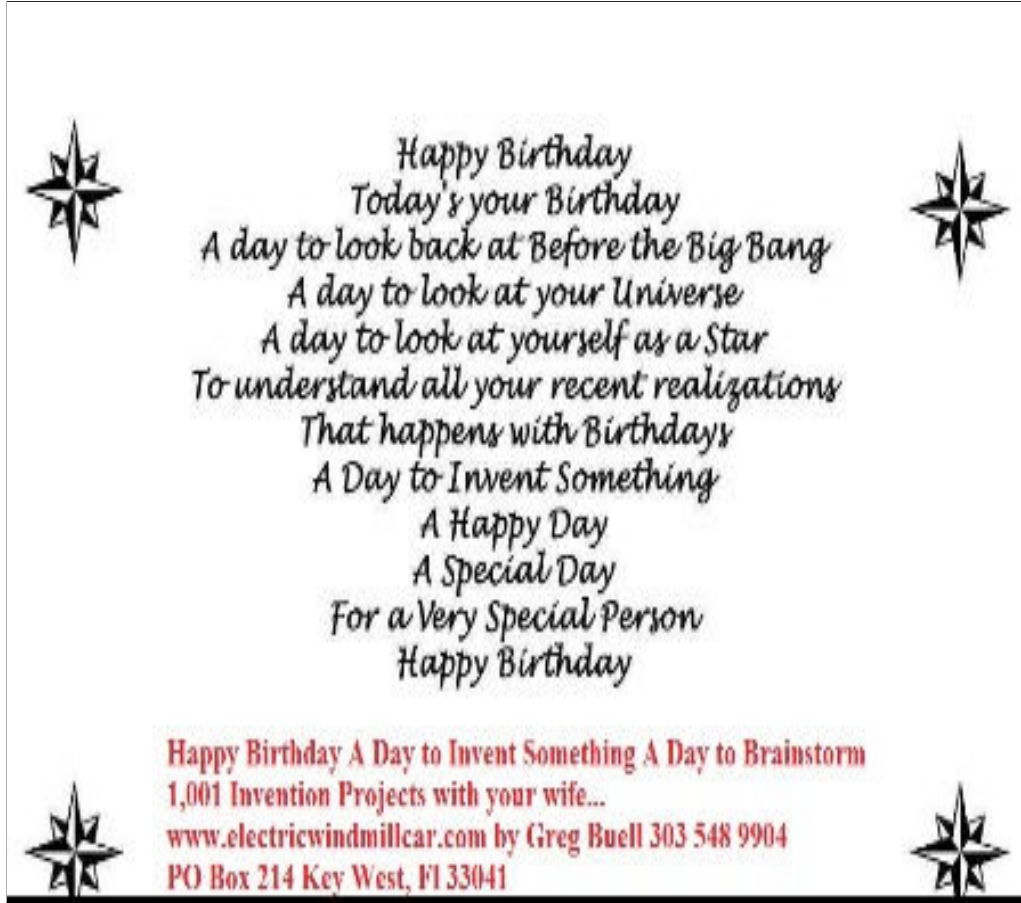 Happy Birthday
Today's your Birthday
A day to look back at Before the Big Bang
A day to look at your Universe
A day to look at yourself as a Star
To understand all your recent realizations
That happens with Birthdays
A Day to Invent Something
A Happy Day
A Special Day
For a Very Special Person
Happy Birthday
Happy Birthday A Day to Invent Something A Day to Brainstorm
1,001 Invention Projects with your wife...
www.electricwindmillcar.com by Greg Buell 303 548 9904
PO Box 214 Key West, Fl 33041